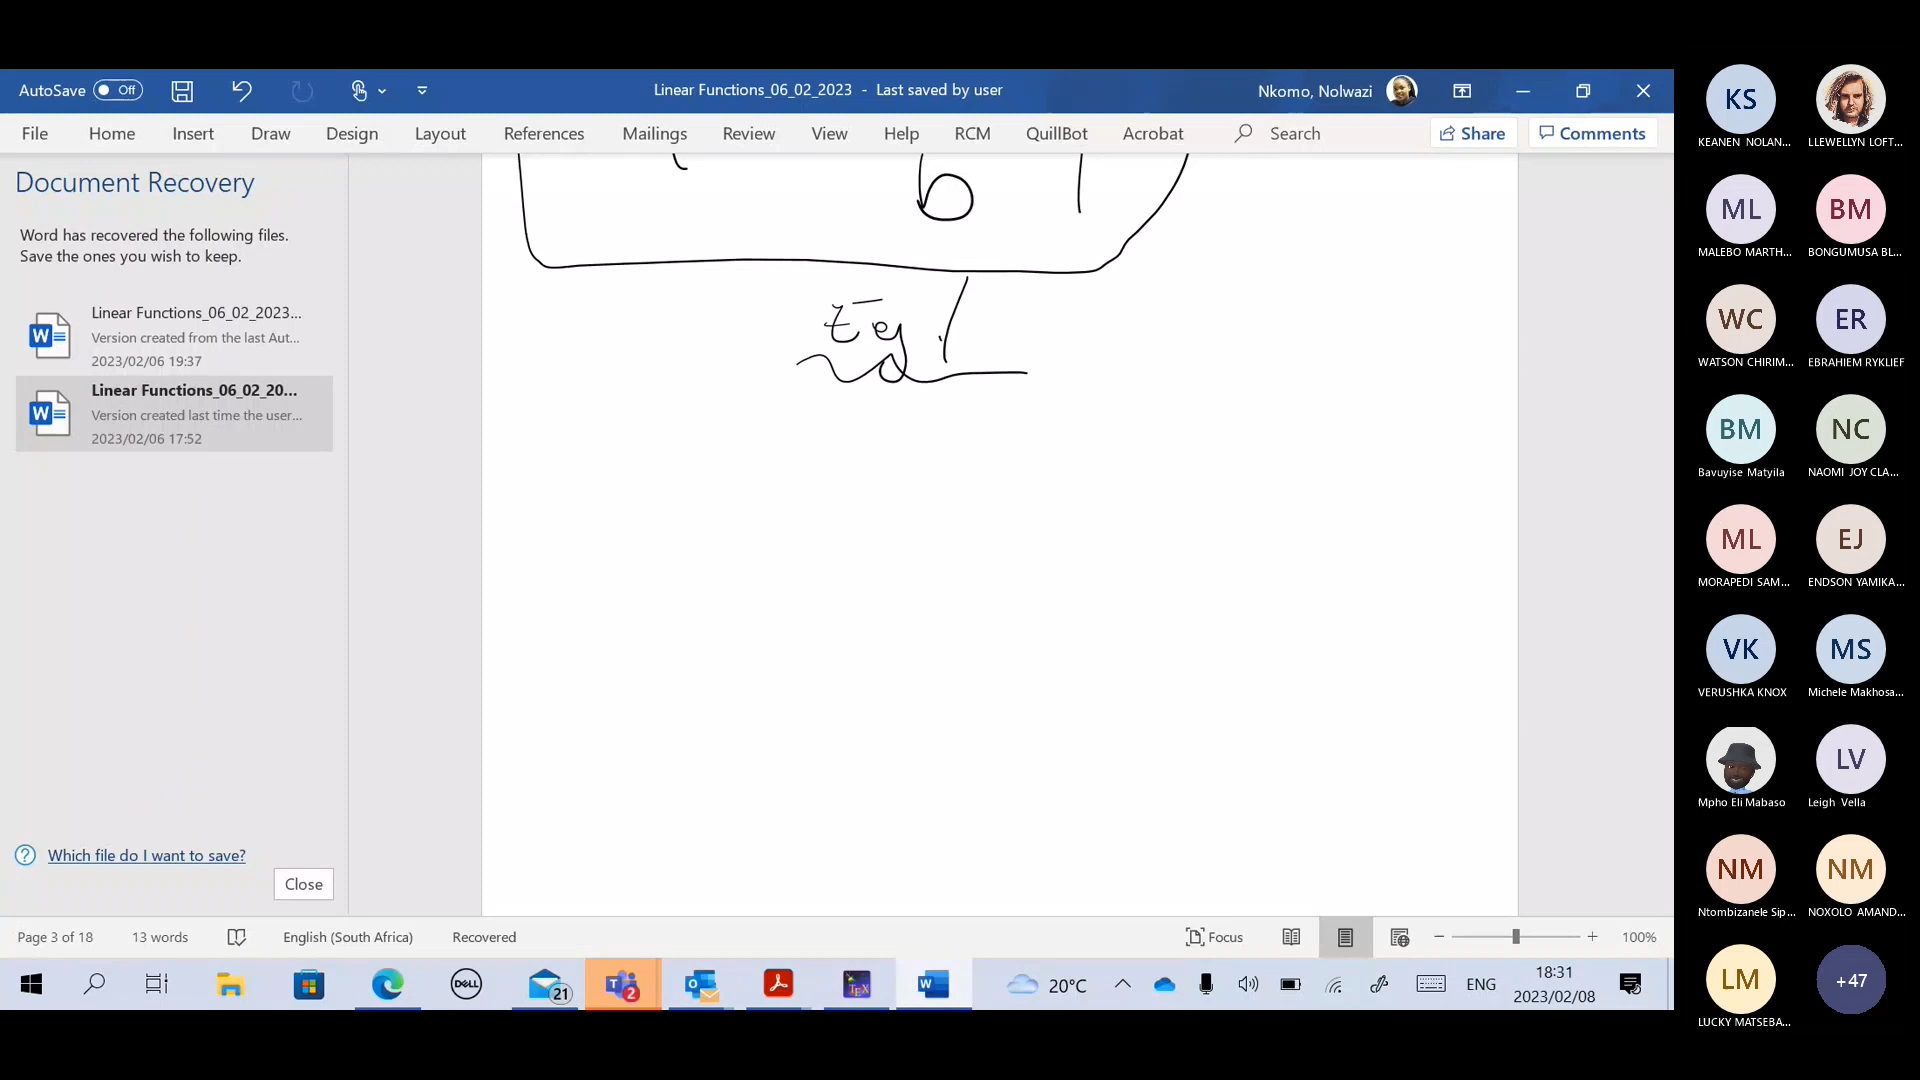 AutoSave Off Linear Functions_06_02_2023 - Last saved by user Nkomo, Nolwazi
File Home Insert Draw Design Layout References Mailings Review View Help RCM QuillBot Acrobat Search Share Comments
Document Recovery
Word has recovered the following files.
Save the ones you wish to keep.
Linear Functions_06_02_2023...
Version created from the last Aut...
2023/02/06 19:37
Linear Functions_06_02_20...
Version created last time the user...
2023/02/06 17:52
Which file do I want to save?
Close
6
Eg 1
Page 3 of 18 13 words English (South Africa) Recovered Focus 100%
DELL 21 2 20°C ENG 18:31
2023/02/08
KS
KEANEN NOLAN... LLEWELLYN LOFT...
ML BM
MALEBO MARTH... BONGUMUSA BL...
WC ER
WATSON CHIRIM... EBRAHIEM RYKLIEF
BM NC
Bavuyise Matyila NAOMI JOY CLA...
ML EJ
MORAPEDI SAM... ENDSON YAMIKA...
VK MS
VERUSHKA KNOX Michele Makhosa...
LV
Mpho Eli Mabaso Leigh Vella
NM NM
Ntombizanele Sip... NOXOLO AMAND...
LM +47
LUCKY MATSEBA...